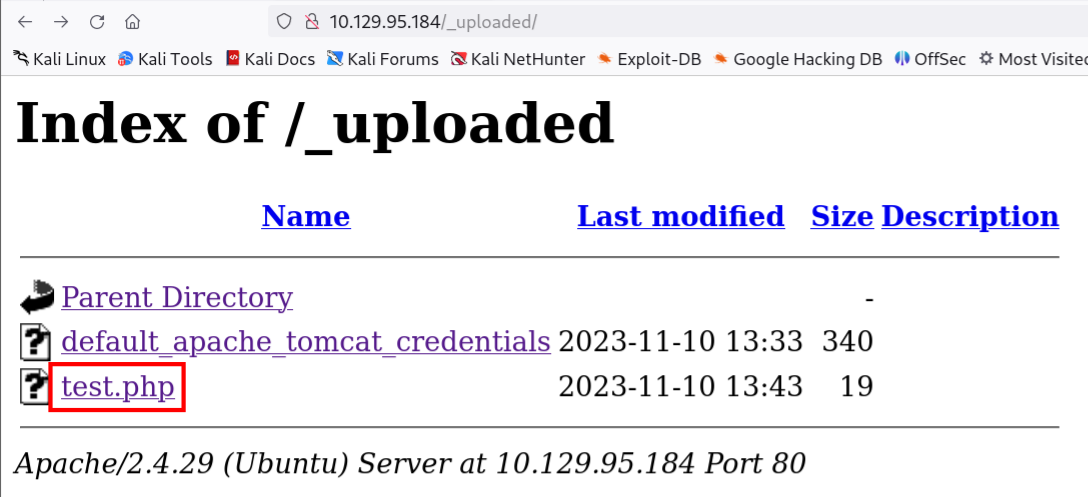 10.129.95.184/_uploaded/
Kali Linux Kali Tools Kali Docs Kali Forums Kali NetHunter Exploit-DB Google Hacking DB OffSec Most Visited
Index of /_uploaded
Name Last modified Size Description
Parent Directory -
default_apache_tomcat_credentials 2023-11-10 13:33 340
test.php 2023-11-10 13:43 19
Apache/2.4.29 (Ubuntu) Server at 10.129.95.184 Port 80